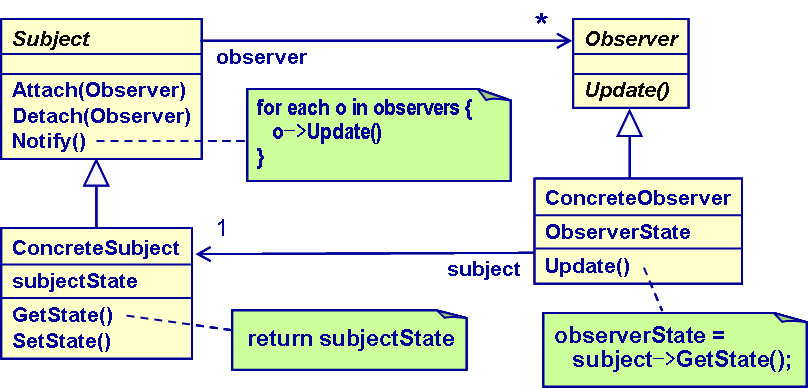 Subject
Attach(Observer)
Detach(Observer)
Notify()
observer
*
Observer
Update()
for each o in observers {
o->Update()
}
ConcreteSubject
subjectState
GetState()
SetState()
1
subject
ConcreteObserver
ObserverState
Update()
return subjectState
observerState =
subject->GetState();